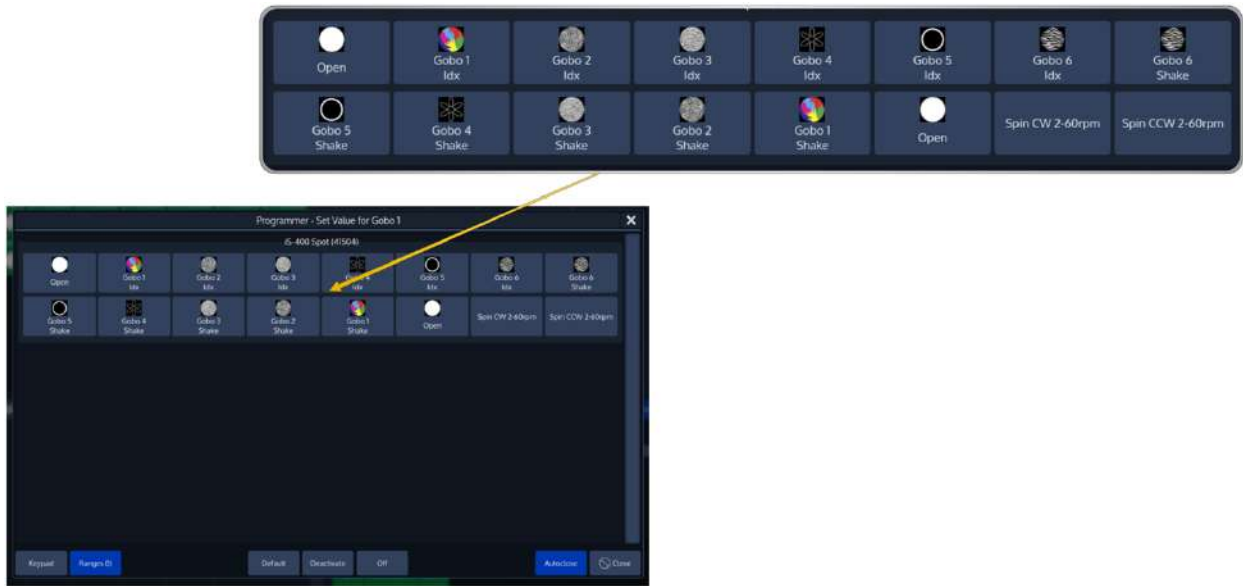 Open
Gobo 1
Idx
Gobo 2
Idx
Gobo 3
Idx
Gobo 4
Idx
Gobo 5
Idx
Gobo 6
Idx
Gobo 6
Shake
Gobo 5
Shake
Gobo 4
Shake
Gobo 3
Shake
Gobo 2
Shake
Gobo 1
Shake
Open
Spin CW 2-60rpm
Spin CCW 2-60rpm
Programmer - Set Value for Gobo 1
iS-400 Spot (41504)
Open
Gobo 1
Idx
Gobo 2
Idx
Gobo 3
Idx
Gobo 4
Idx
Gobo 5
Idx
Gobo 6
Idx
Gobo 6
Shake
Gobo 5
Shake
Gobo 4
Shake
Gobo 3
Shake
Gobo 2
Shake
Gobo 1
Shake
Open
Spin CW 2-60rpm
Spin CCW 2-60rpm
Keypad
Ranges
Default
Deactivate
Off
Autoclose
Close